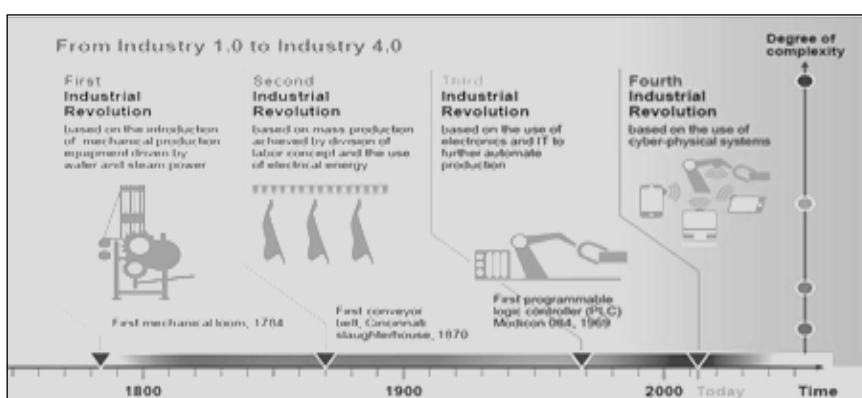 From Industry 1.0 to Industry 4.0
Degree of
complexity
First
Industrial
Revolution
based on the introduction
of mechanical production
equipment driven by
water and steam power
Second
Industrial
Revolution
based on mass production
achieved by division of
labor concept and the use
of electrical energy
Third
Industrial
Revolution
based on the use of
electronics and IT to
further automate
production
Fourth
Industrial
Revolution
based on the use of
cyber-physical systems
First mechanical loom, 1784
First conveyor
belt, Cincinnati
slaughterhouse, 1870
First programmable
logic controller (PLC)
Modicon 084, 1969
1800
1900
2000
Today
Time